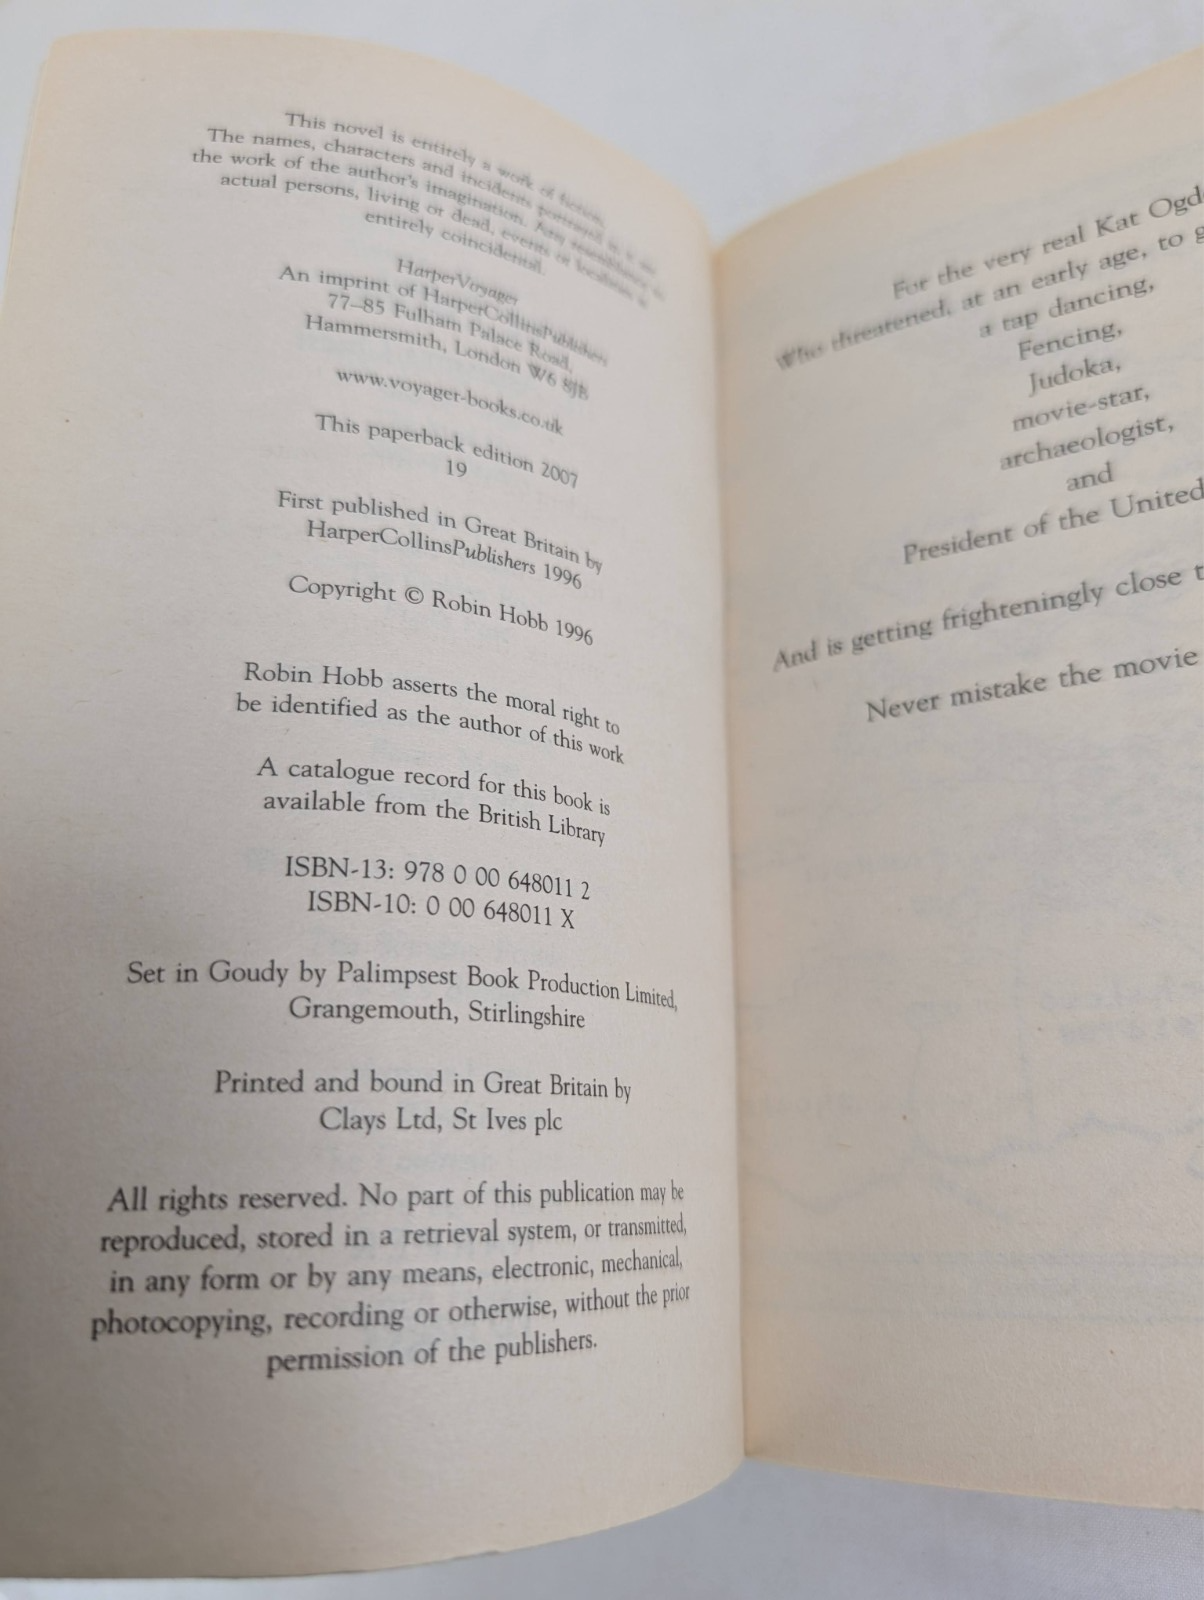 This novel is entirely a work of fiction.
The names, characters and incidents portrayed in it are
the work of the author's imagination. Any resemblance to
actual persons, living or dead, events or localities is
entirely coincidental.
HarperVoyager
An imprint of HarperCollinsPublishers
77–85 Fulham Palace Road,
Hammersmith, London W6 8JB
www.voyager-books.co.uk
This paperback edition 2007
19
First published in Great Britain by
HarperCollinsPublishers 1996
Copyright © Robin Hobb 1996
Robin Hobb asserts the moral right to
be identified as the author of this work
A catalogue record for this book is
available from the British Library
ISBN-13: 978 0 00 648011 2
ISBN-10: 0 00 648011 X
Set in Goudy by Palimpsest Book Production Limited,
Grangemouth, Stirlingshire
Printed and bound in Great Britain by
Clays Ltd, St Ives plc
All rights reserved. No part of this publication may be
reproduced, stored in a retrieval system, or transmitted,
in any form or by any means, electronic, mechanical,
photocopying, recording or otherwise, without the prior
permission of the publishers.
For the very real Kat Ogd
Who threatened, at an early age, to g
a tap dancing,
Fencing,
Judoka,
movie-star,
archaeologist,
and
President of the United
And is getting frighteningly close t
Never mistake the movie